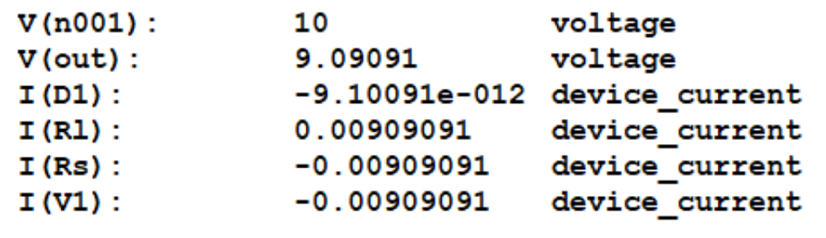 V(n001): 10 voltage
V(out): 9.09091 voltage
I(D1): -9.10091e-012 device_current
I(Rl): 0.00909091 device_current
I(Rs): -0.00909091 device_current
I(V1): -0.00909091 device_current